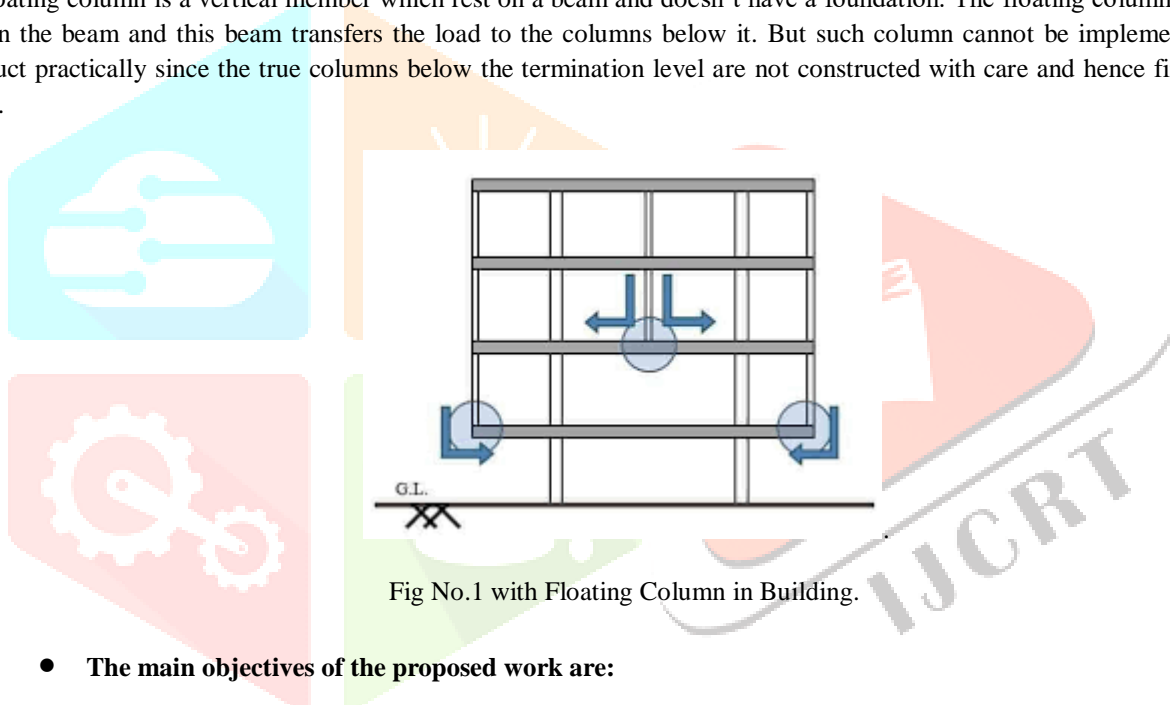 ating column is a vertical member which rest on a beam and doesn't have a foundation. The floating column
n the beam and this beam transfers the load to the columns below it. But such column cannot be impleme
uct practically since the true columns below the termination level are not constructed with care and hence fi
.
G.L.
.
Fig No.1 with Floating Column in Building.
IJCRT
● The main objectives of the proposed work are: